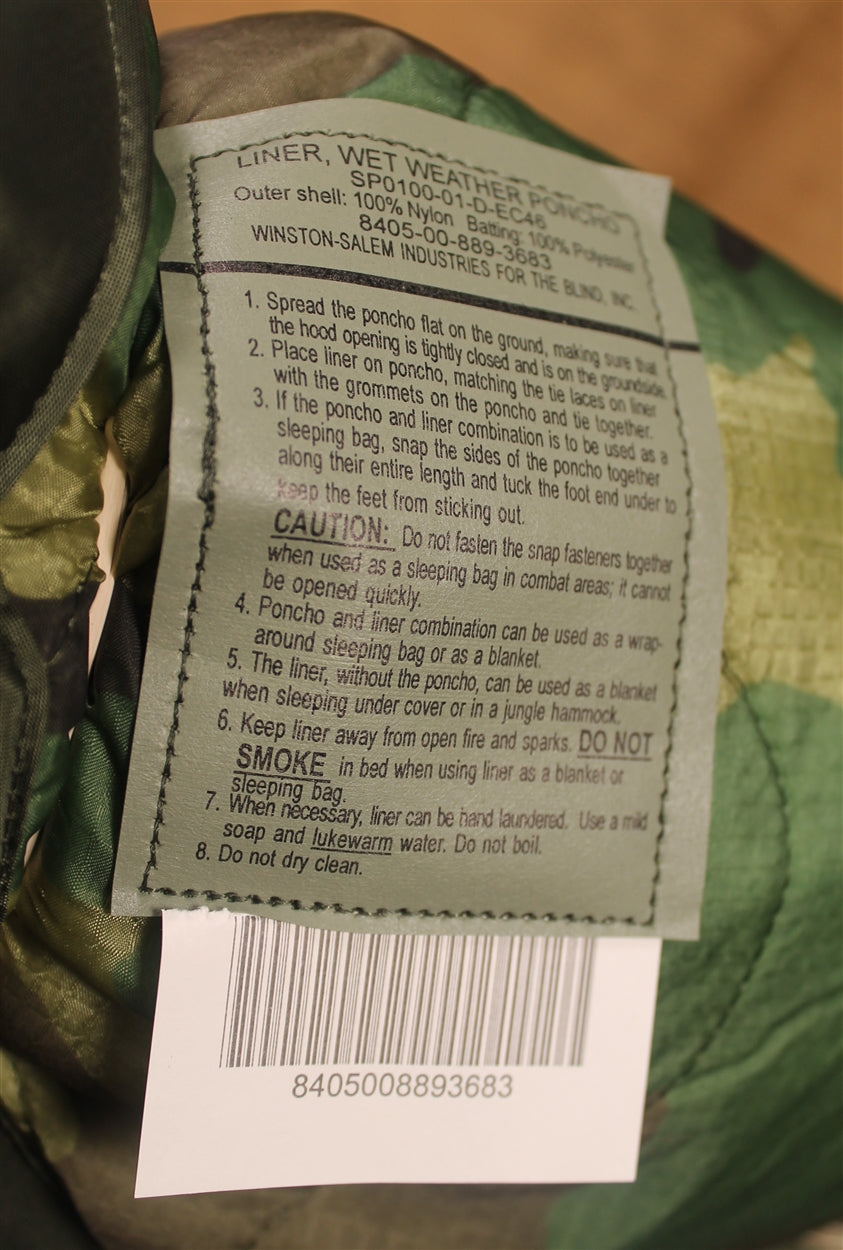 LINER, WET WEATHER PONCHO
SP0100-01-D-EC46
Outer shell: 100% Nylon Batting: 100% Polyester
8405-00-889-3683
WINSTON-SALEM INDUSTRIES FOR THE BLIND, INC.
1. Spread the poncho flat on the ground, making sure that
the hood opening is tightly closed and is on the groundside.
2. Place liner on poncho, matching the tie laces on liner
with the grommets on the poncho and tie together.
3. If the poncho and liner combination is to be used as a
sleeping bag, snap the sides of the poncho together
along their entire length and tuck the foot end under to
keep the feet from sticking out.
CAUTION: Do not fasten the snap fasteners together
when used as a sleeping bag in combat areas; it cannot
be opened quickly.
4. Poncho and liner combination can be used as a wrap-
around sleeping bag or as a blanket.
5. The liner, without the poncho, can be used as a blanket
when sleeping under cover or in a jungle hammock.
6. Keep liner away from open fire and sparks. DO NOT
SMOKE in bed when using liner as a blanket or
sleeping bag.
7. When necessary, liner can be hand laundered. Use a mild
soap and lukewarm water. Do not boil.
8. Do not dry clean.
8405008893683